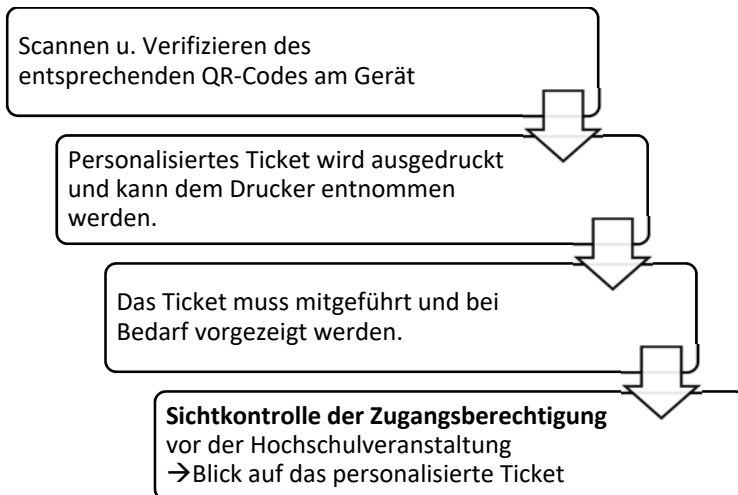 Scannen u. Verifizieren des
entsprechenden QR-Codes am Gerät
Personalisiertes Ticket wird ausgedruckt
und kann dem Drucker entnommen
werden.
Das Ticket muss mitgeführt und bei
Bedarf vorgezeigt werden.
Sichtkontrolle der Zugangsberechtigung
vor der Hochschulveranstaltung
→Blick auf das personalisierte Ticket